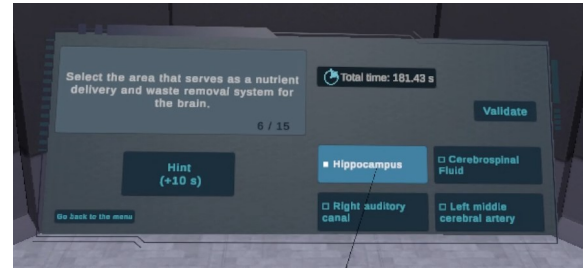 Select the area that serves as a nutrient
delivery and waste removal system for
the brain.
6 / 15
Hint
(+10 s)
Go back to the menu
Total time: 181.43 s
Validate
Hippocampus
Cerebrospinal
Fluid
Right auditory
canal
Left middle
cerebral artery